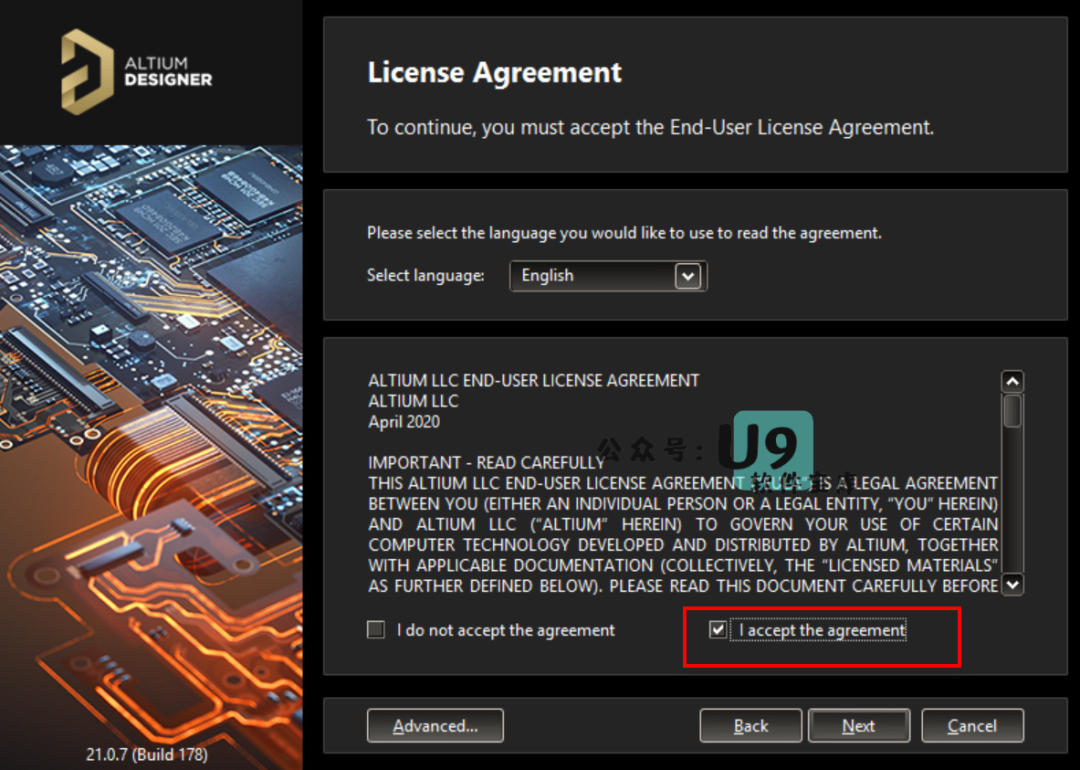 ALTIUM
DESIGNER
License Agreement
To continue, you must accept the End-User License Agreement.
Please select the language you would like to use to read the agreement.
Select language:
English
ALTIUM LLC END-USER LICENSE AGREEMENT
ALTIUM LLC
April 2020
公众号:
U9
软件宝库
IMPORTANT - READ CAREFULLY
THIS ALTIUM LLC END-USER LICENSE AGREEMENT IS A LEGAL AGREEMENT
BETWEEN YOU (EITHER AN INDIVIDUAL PERSON OR A LEGAL ENTITY, “YOU” HEREIN)
AND ALTIUM LLC (“ALTIUM” HEREIN) TO GOVERN YOUR USE OF CERTAIN
COMPUTER TECHNOLOGY DEVELOPED AND DISTRIBUTED BY ALTIUM, TOGETHER
WITH APPLICABLE DOCUMENTATION (COLLECTIVELY, THE “LICENSED MATERIALS”
AS FURTHER DEFINED BELOW). PLEASE READ THIS DOCUMENT CAREFULLY BEFORE
I do not accept the agreement
I accept the agreement
Advanced...
Back
Next
Cancel
21.0.7 (Build 178)